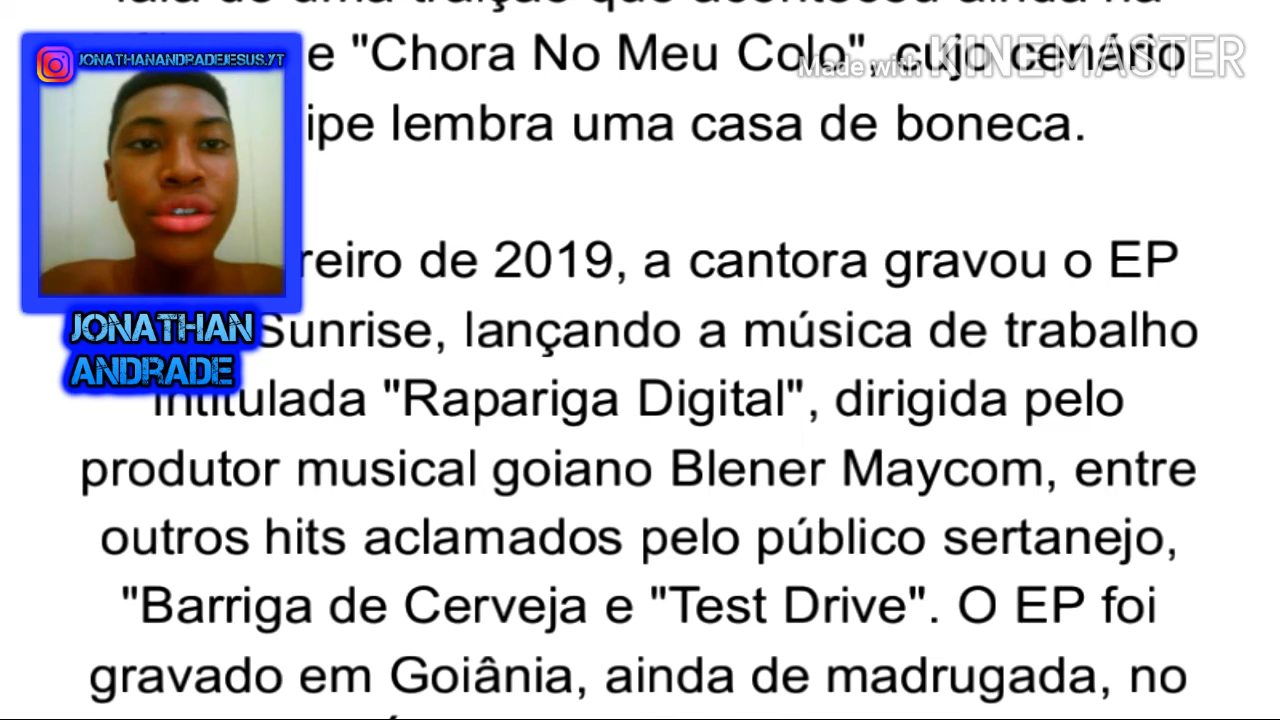 "Chora No Meu Colo", cujo cenário
lembra uma casa de boneca.
de 2019, a cantora gravou o EP
Sunrise, lançando a música de trabalho
intitulada "Rapariga Digital", dirigida pelo
produtor musical goiano Blener Maycom, entre
outros hits aclamados pelo público sertanejo,
"Barriga de Cerveja e "Test Drive". O EP foi
gravado em Goiânia, ainda de madrugada, no
JONATHANANDRADEJESUS.YT
JONATHAN
ANDRADE
Made with KINEMASTER